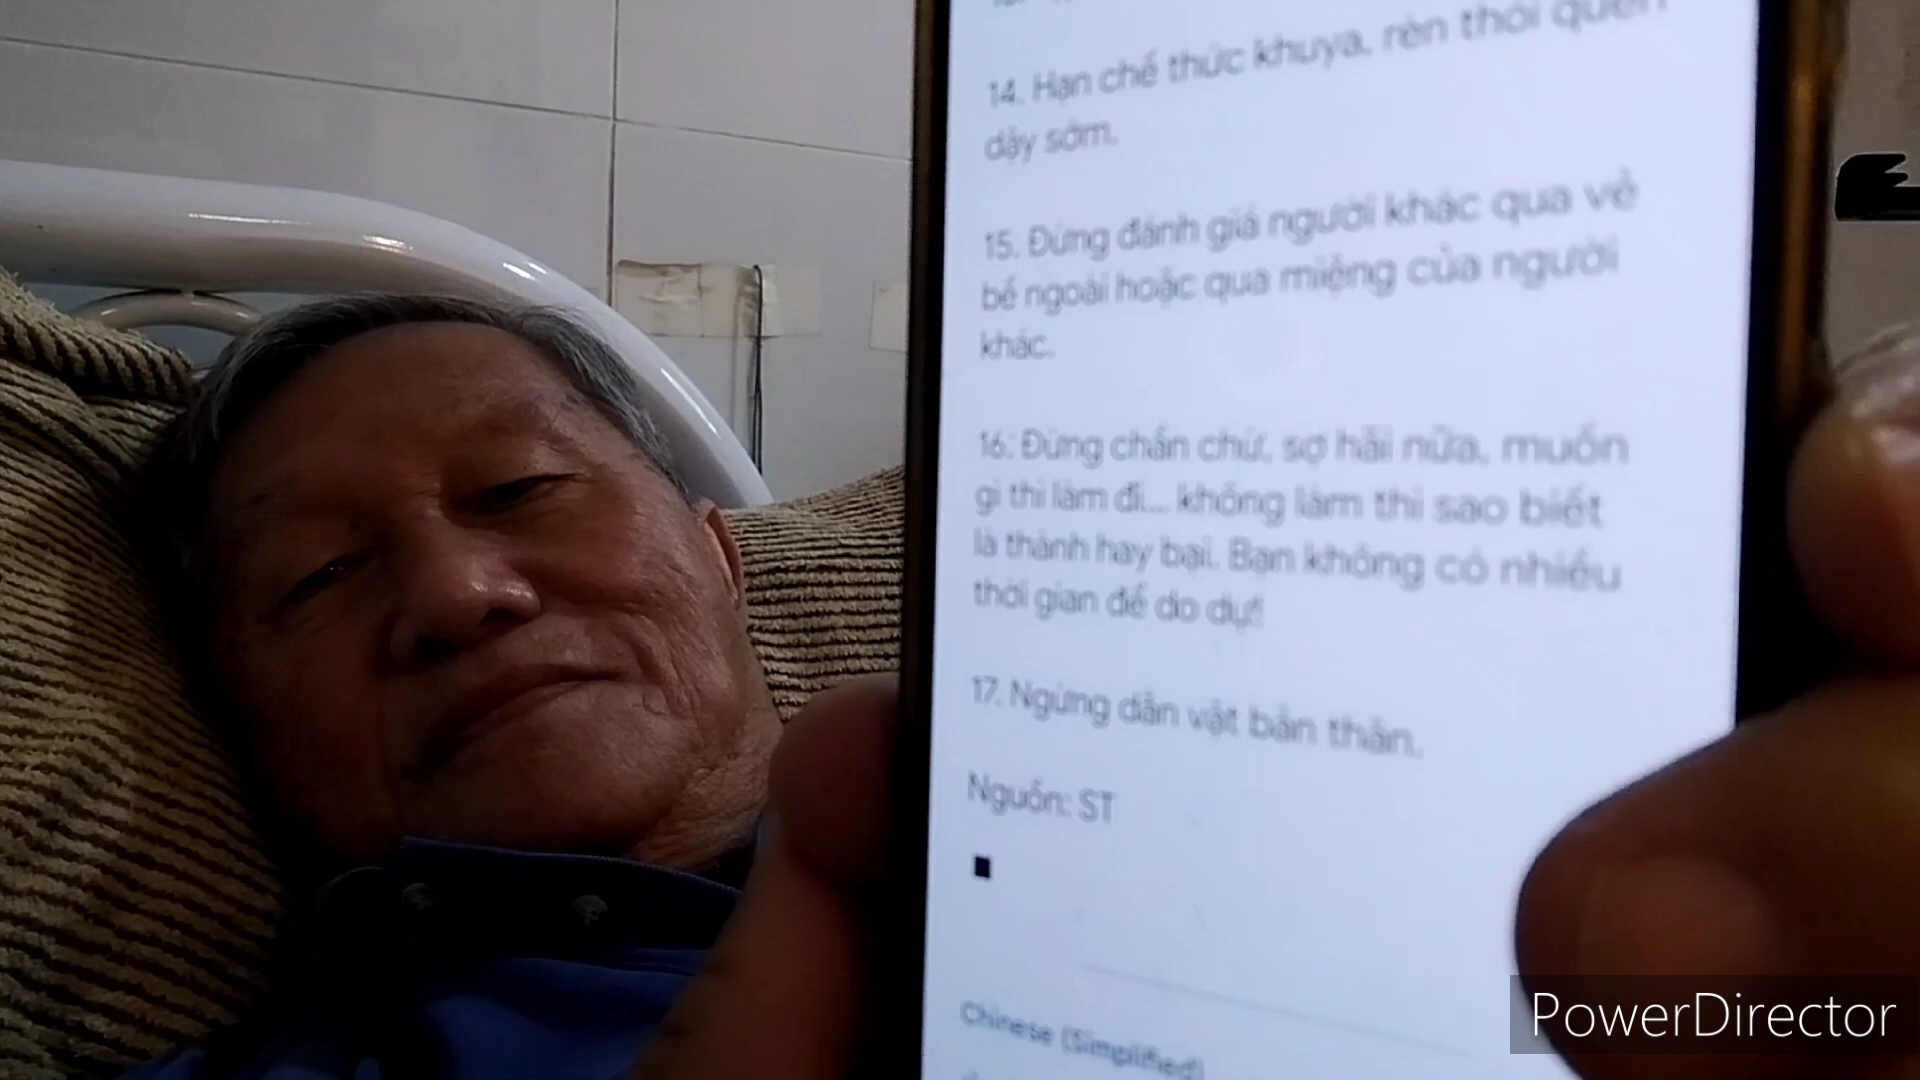 14. Hạn chế thức khuya, rèn thói quen
dậy sớm.
15. Đừng đánh giá người khác qua vẻ
bề ngoài hoặc qua miệng của người
khác.
16. Đừng chần chừ, sợ hãi nữa, muốn
gì thì làm đi... không làm thì sao biết
là thành hay bại. Bạn không có nhiều
thời gian để do dự!
17. Ngừng dằn vặt bản thân.
Nguồn: ST
Chinese (Simplified)
PowerDirector